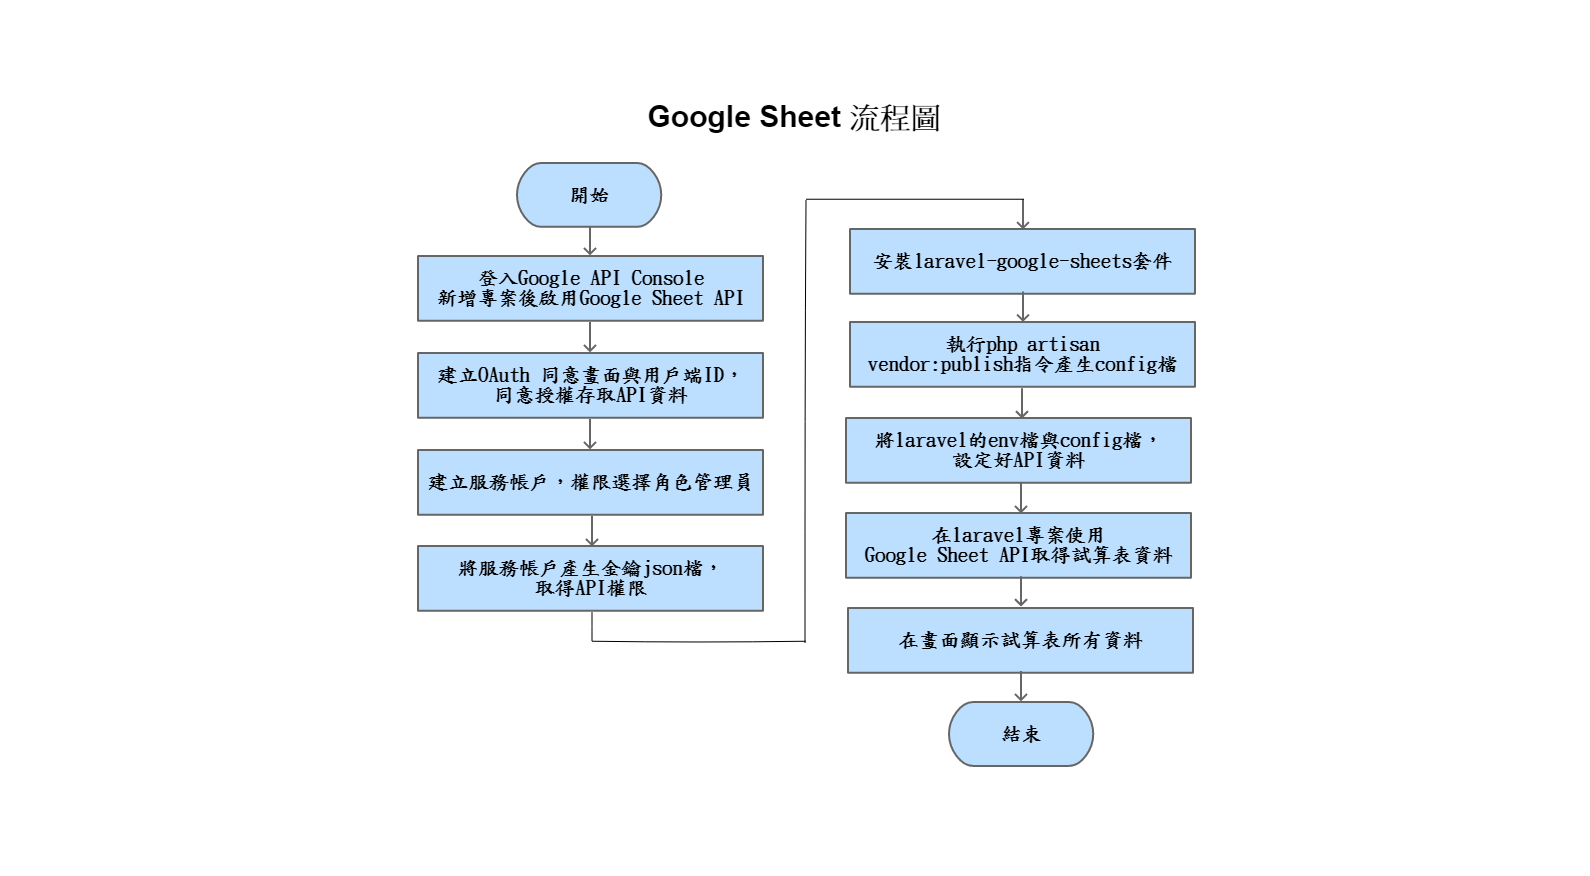 Google Sheet 流程圖
開始
登入Google API Console
新增專案後啟用Google Sheet API
建立OAuth 同意畫面與用戶端ID，
同意授權存取API資料
建立服務帳戶，權限選擇角色管理員
將服務帳戶產生金鑰json檔，
取得API權限
安裝laravel-google-sheets套件
執行php artisan
vendor:publish指令產生config檔
將laravel的env檔與config檔，
設定好API資料
在laravel專案使用
Google Sheet API取得試算表資料
在畫面顯示試算表所有資料
結束